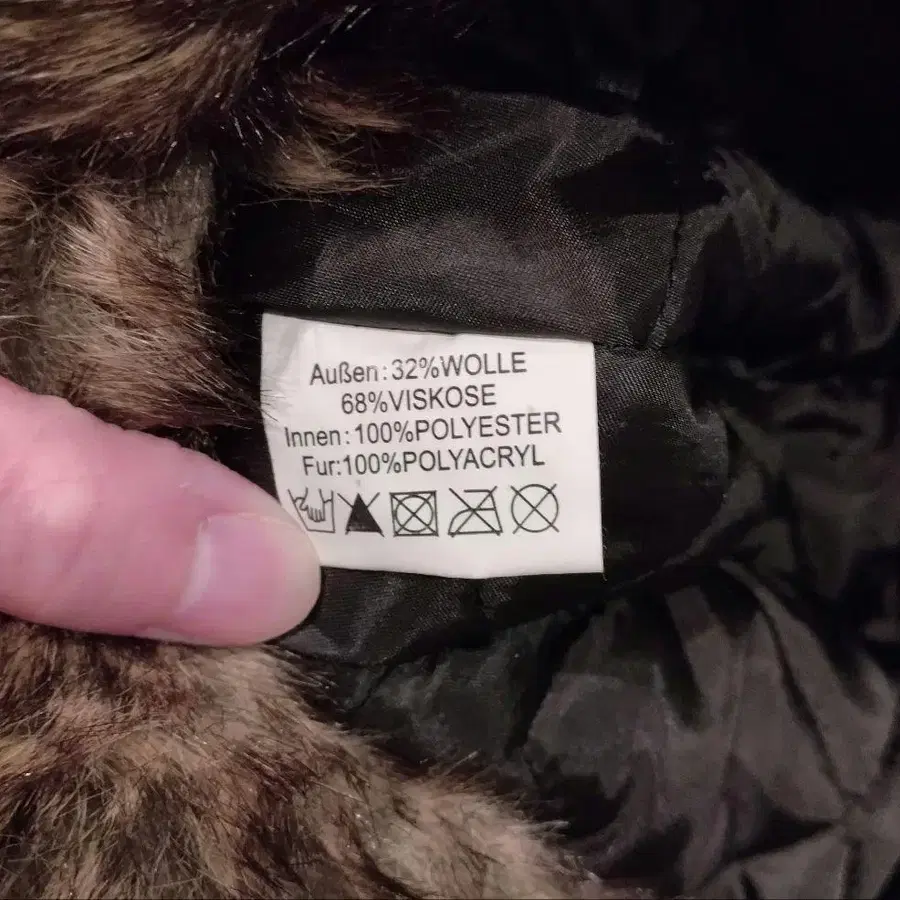 Außen:32%WOLLE
68%VISKOSE
Innen:100%POLYESTER
Fur:100%POLYACRYL